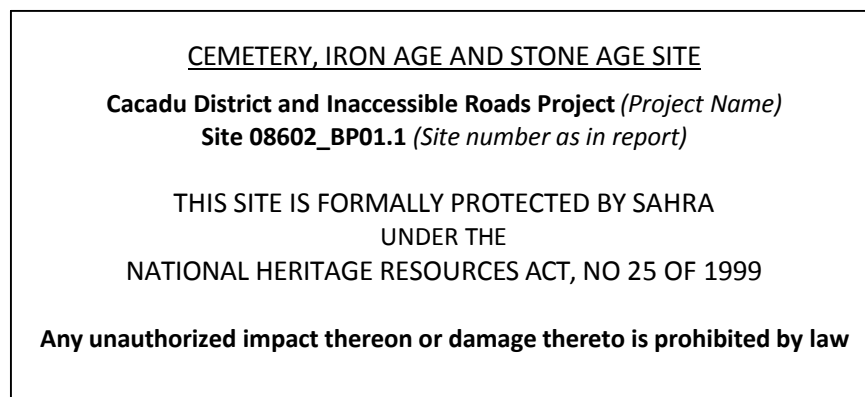 CEMETERY, IRON AGE AND STONE AGE SITE
Cacadu District and Inaccessible Roads Project (Project Name)
Site 08602_BP01.1 (Site number as in report)
THIS SITE IS FORMALLY PROTECTED BY SAHRA
UNDER THE
NATIONAL HERITAGE RESOURCES ACT, NO 25 OF 1999
Any unauthorized impact thereon or damage thereto is prohibited by law